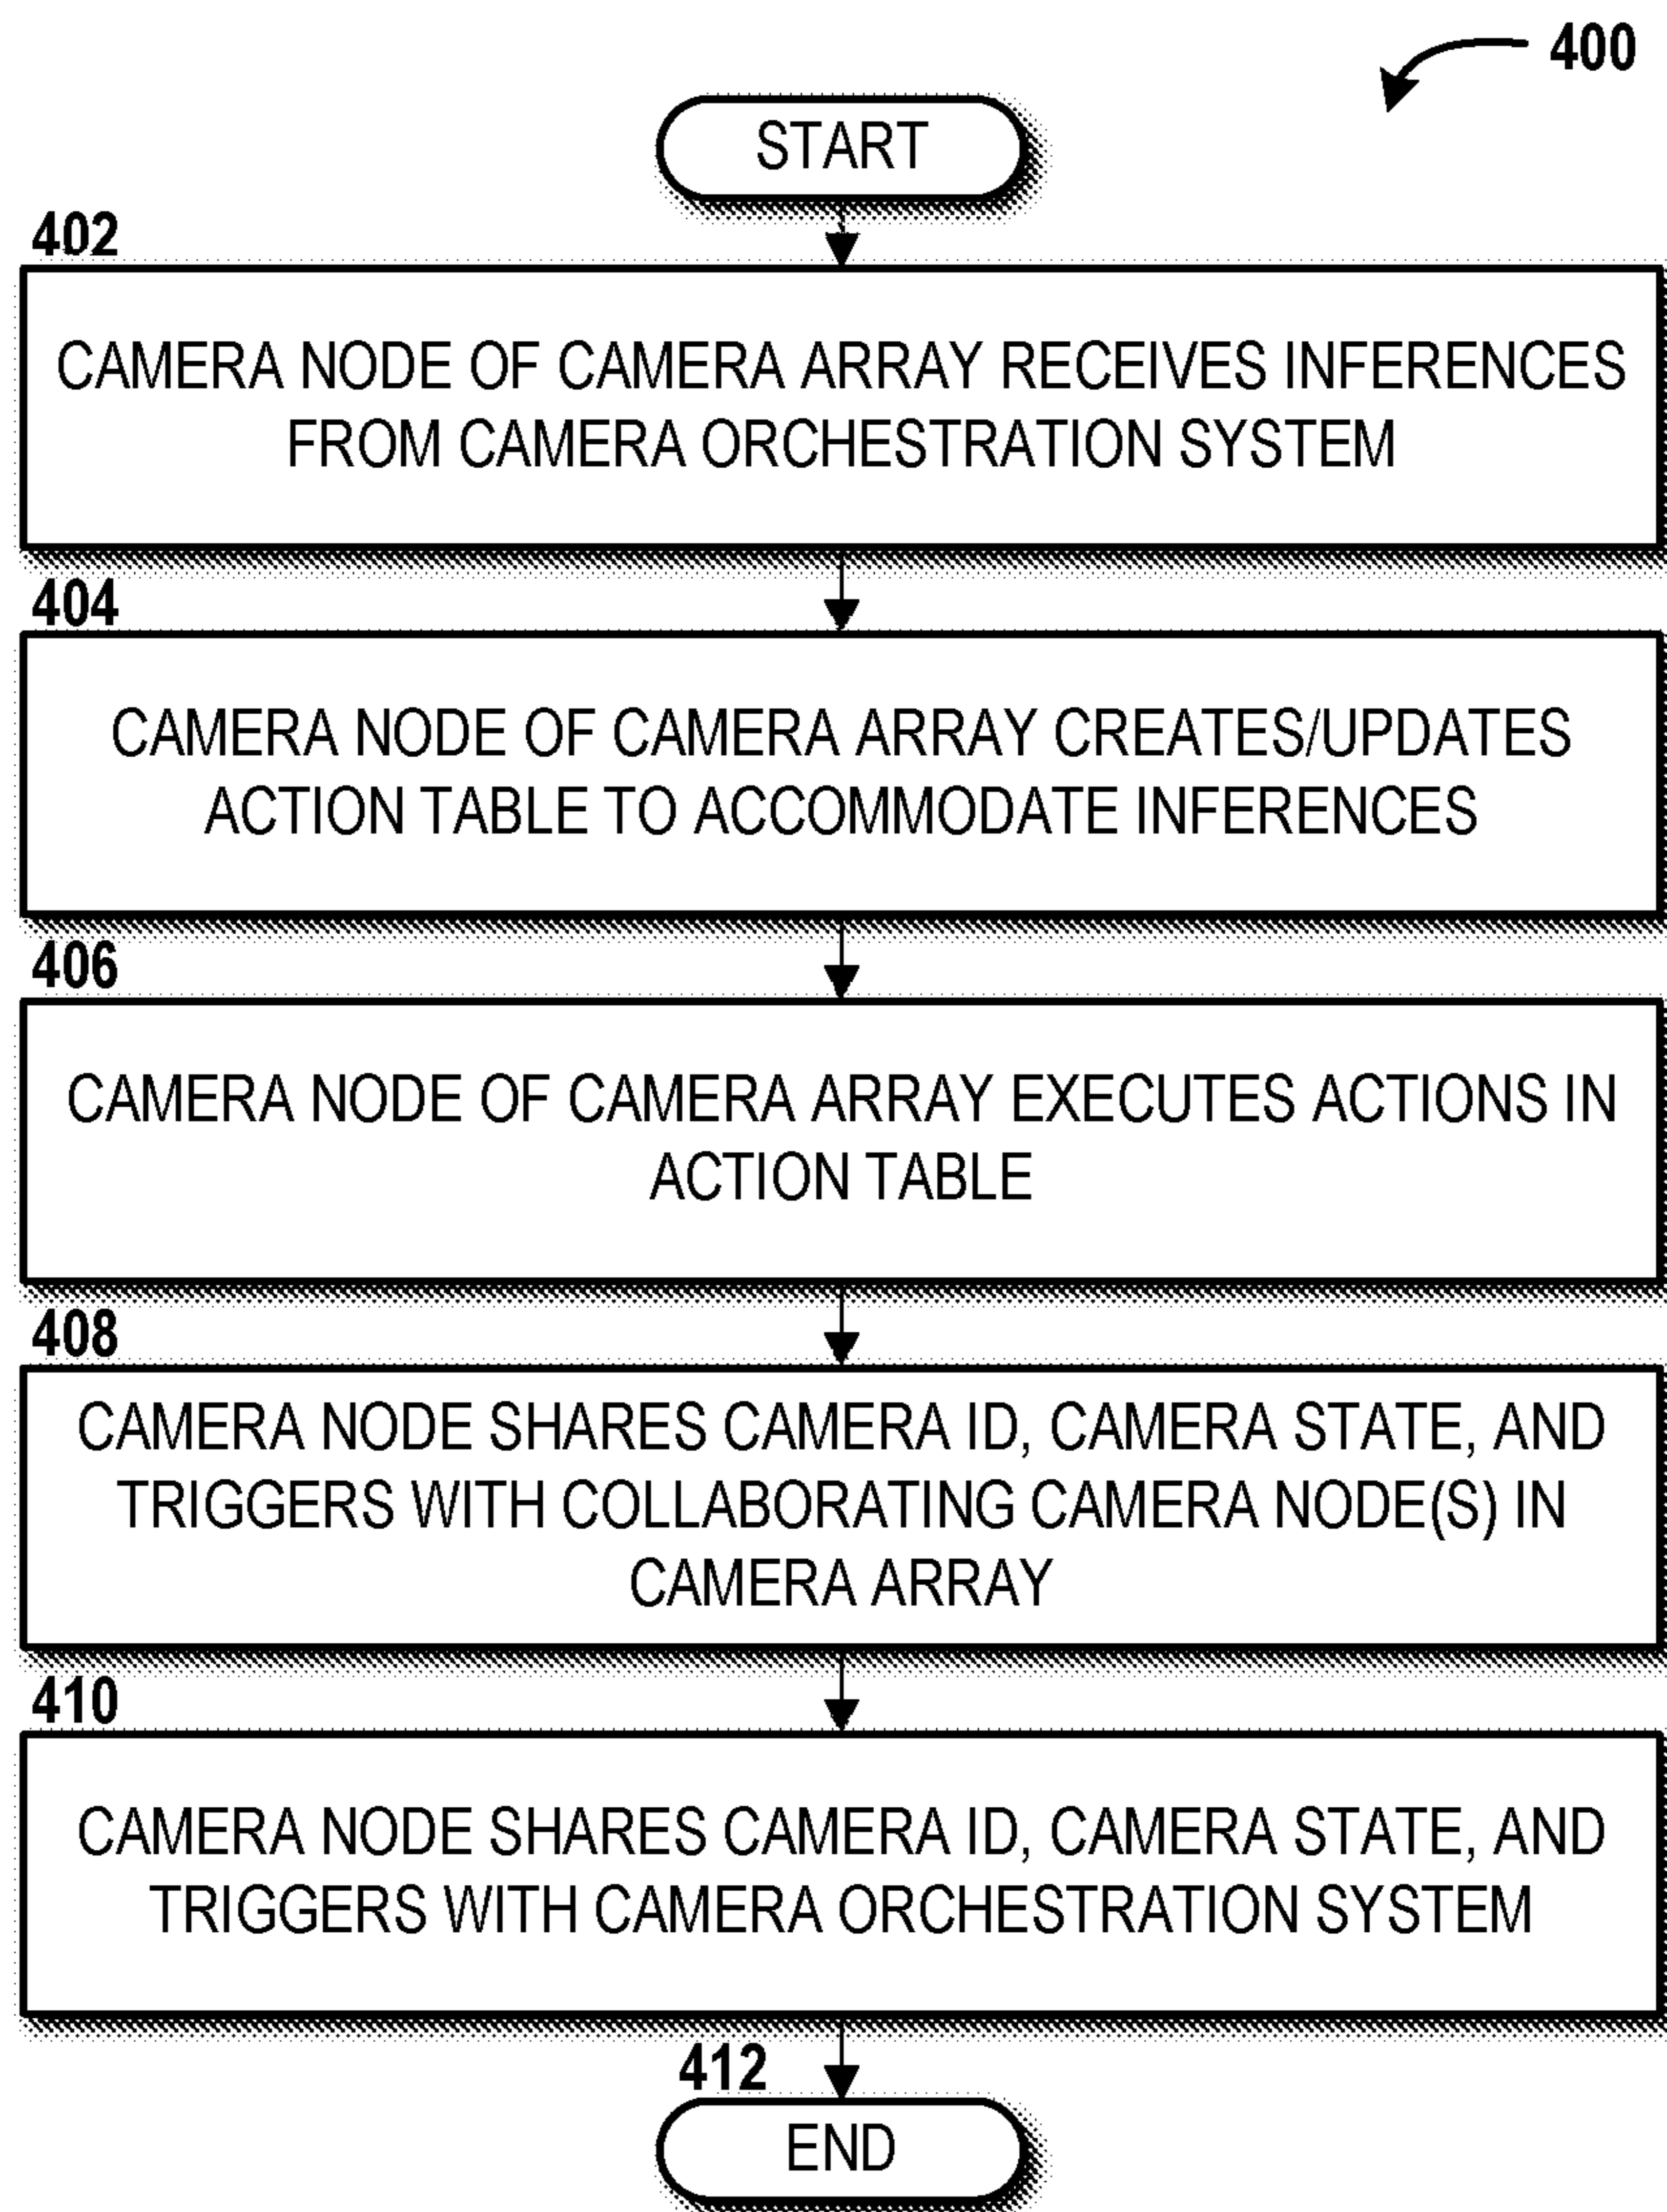 400
START
402
CAMERA NODE OF CAMERA ARRAY RECEIVES INFERENCES
FROM CAMERA ORCHESTRATION SYSTEM
404
CAMERA NODE OF CAMERA ARRAY CREATES/UPDATES
ACTION TABLE TO ACCOMMODATE INFERENCES
406
CAMERA NODE OF CAMERA ARRAY EXECUTES ACTIONS IN
ACTION TABLE
408
CAMERA NODE SHARES CAMERA ID, CAMERA STATE, AND
TRIGGERS WITH COLLABORATING CAMERA NODE(S) IN
CAMERA ARRAY
410
CAMERA NODE SHARES CAMERA ID, CAMERA STATE, AND
TRIGGERS WITH CAMERA ORCHESTRATION SYSTEM
412
END